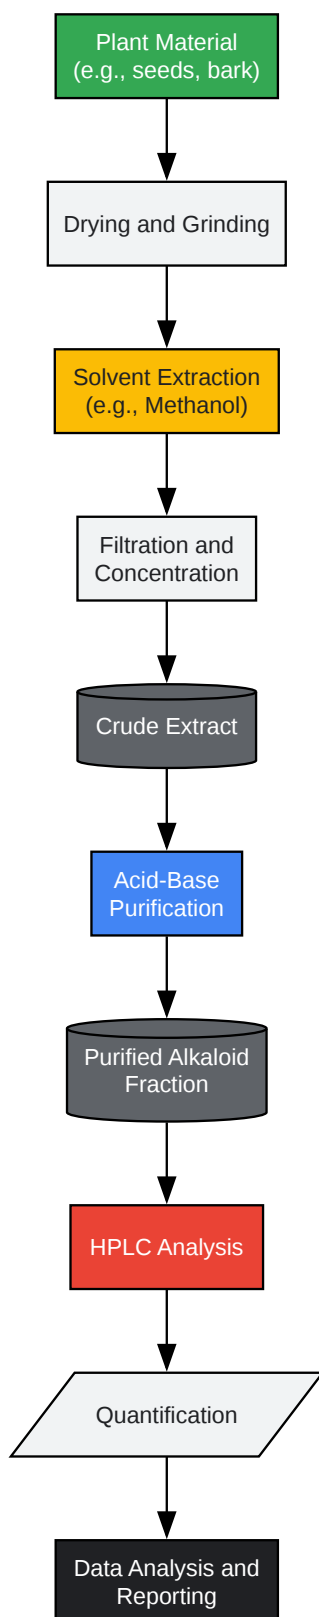 Plant Material
(e.g., seeds, bark)
Drying and Grinding
Solvent Extraction
(e.g., Methanol)
Filtration and
Concentration
Crude Extract
Acid-Base
Purification
Purified Alkaloid
Fraction
HPLC Analysis
Quantification
Data Analysis and
Reporting